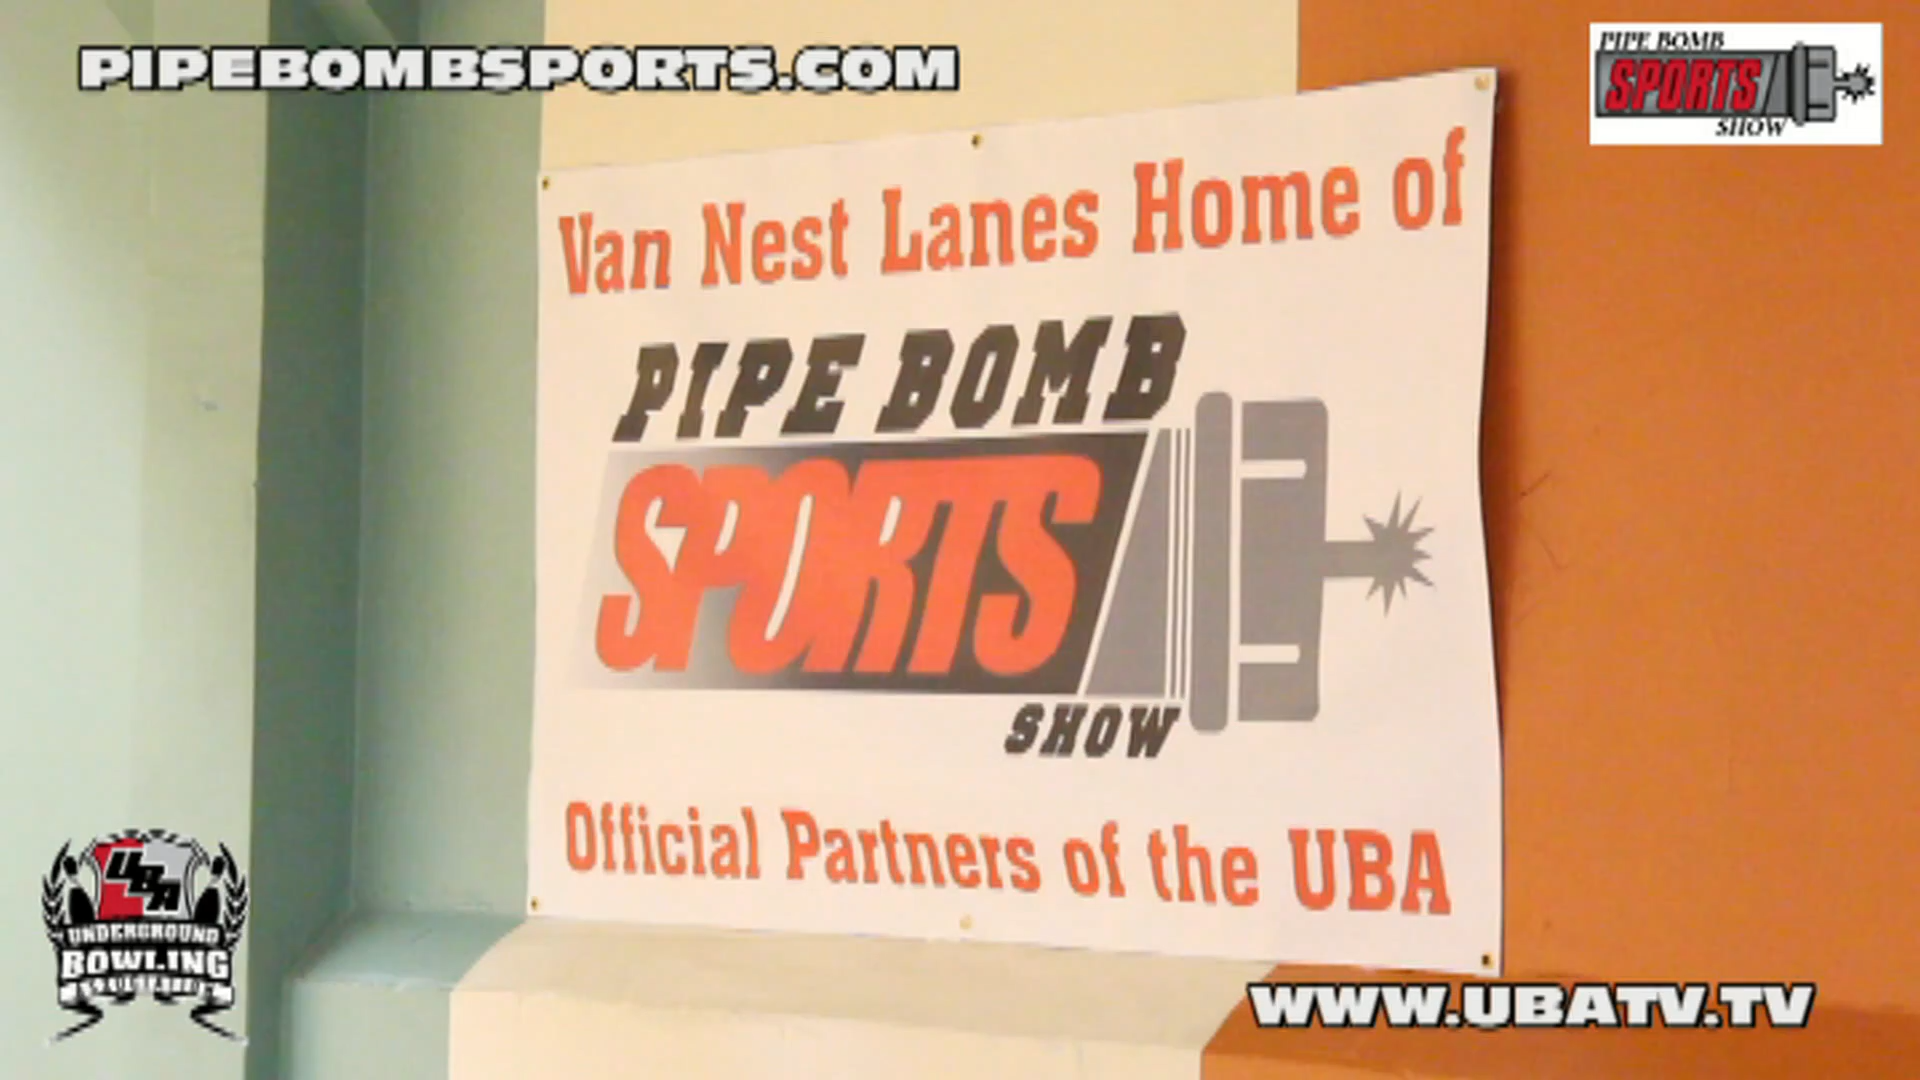 PIPEBOMBSPORTS.COM
PIPE BOMB
SPORTS
SHOW
Van Nest Lanes Home of
PIPE BOMB
SPORTS
SHOW
Official Partners of the UBA
UBA
UNDERGROUND
BOWLING
WWW.UBATV.TV